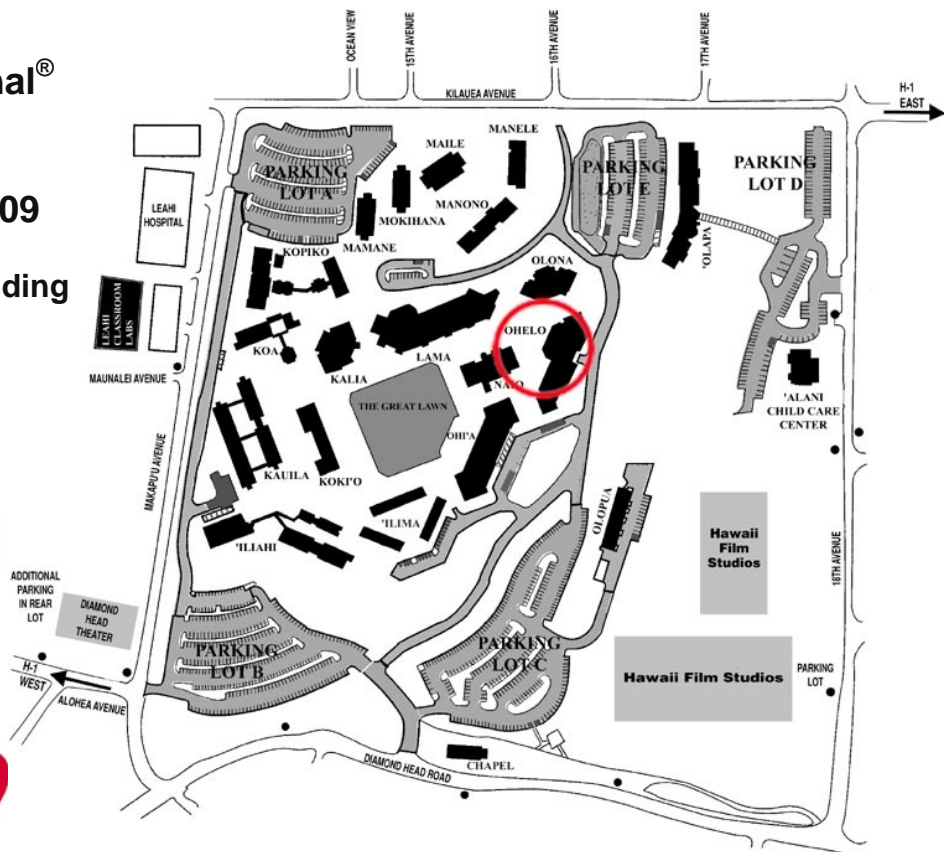 nal®
09
ding
OCEAN VIEW
15TH AVENUE
16TH AVENUE
17TH AVENUE
KILAUEA AVENUE
H-1
EAST
MANELE
MAILE
PARKING
LOT A
PARKING
LOT E
PARKING
LOT D
LEAHI
HOSPITAL
MOKIHANA
MANONO
MAMANE
KOPIKO
'OLAPA
OLONA
LEAHI
CLASSROOM
LABS
OHELO
KOA
KALIA
LAMA
NAIO
MAUNALEI AVENUE
'ALANI
CHILD CARE
CENTER
THE GREAT LAWN
OHI'A
KAUILA
KOKI'O
MAKAPU'U AVENUE
'ILIMA
OLOPUA
'ILIAHI
Hawaii
Film
Studios
18TH AVENUE
ADDITIONAL
PARKING
IN REAR
LOT
DIAMOND
HEAD
THEATER
PARKING
LOT B
PARKING
LOT C
Hawaii Film Studios
PARKING
LOT
H-1
WEST
ALOHEA AVENUE
DIAMOND HEAD ROAD
CHAPEL